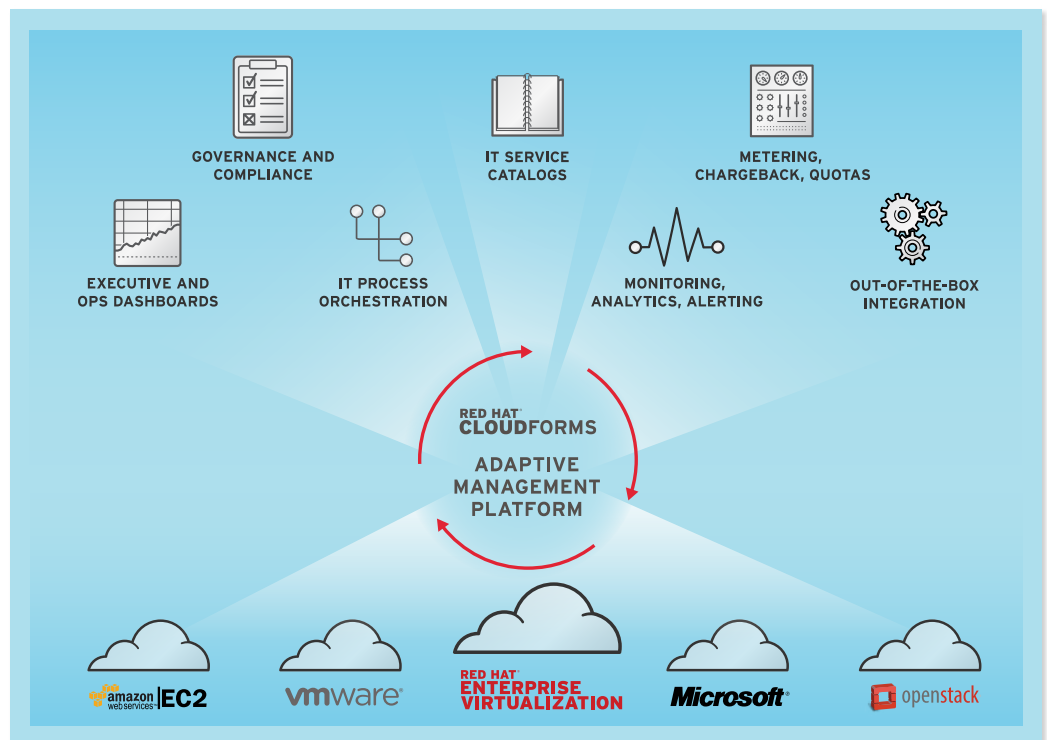 GOVERNANCE AND
COMPLIANCE
IT SERVICE
CATALOGS
METERING,
CHARGEBACK, QUOTAS
EXECUTIVE AND
OPS DASHBOARDS
IT PROCESS
ORCHESTRATION
MONITORING,
ANALYTICS, ALERTING
OUT-OF-THE-BOX
INTEGRATION
RED HAT®
CLOUDFORMS
ADAPTIVE
MANAGEMENT
PLATFORM
amazon
web services™
EC2
vmware®
RED HAT®
ENTERPRISE
VIRTUALIZATION
Microsoft®
openstack